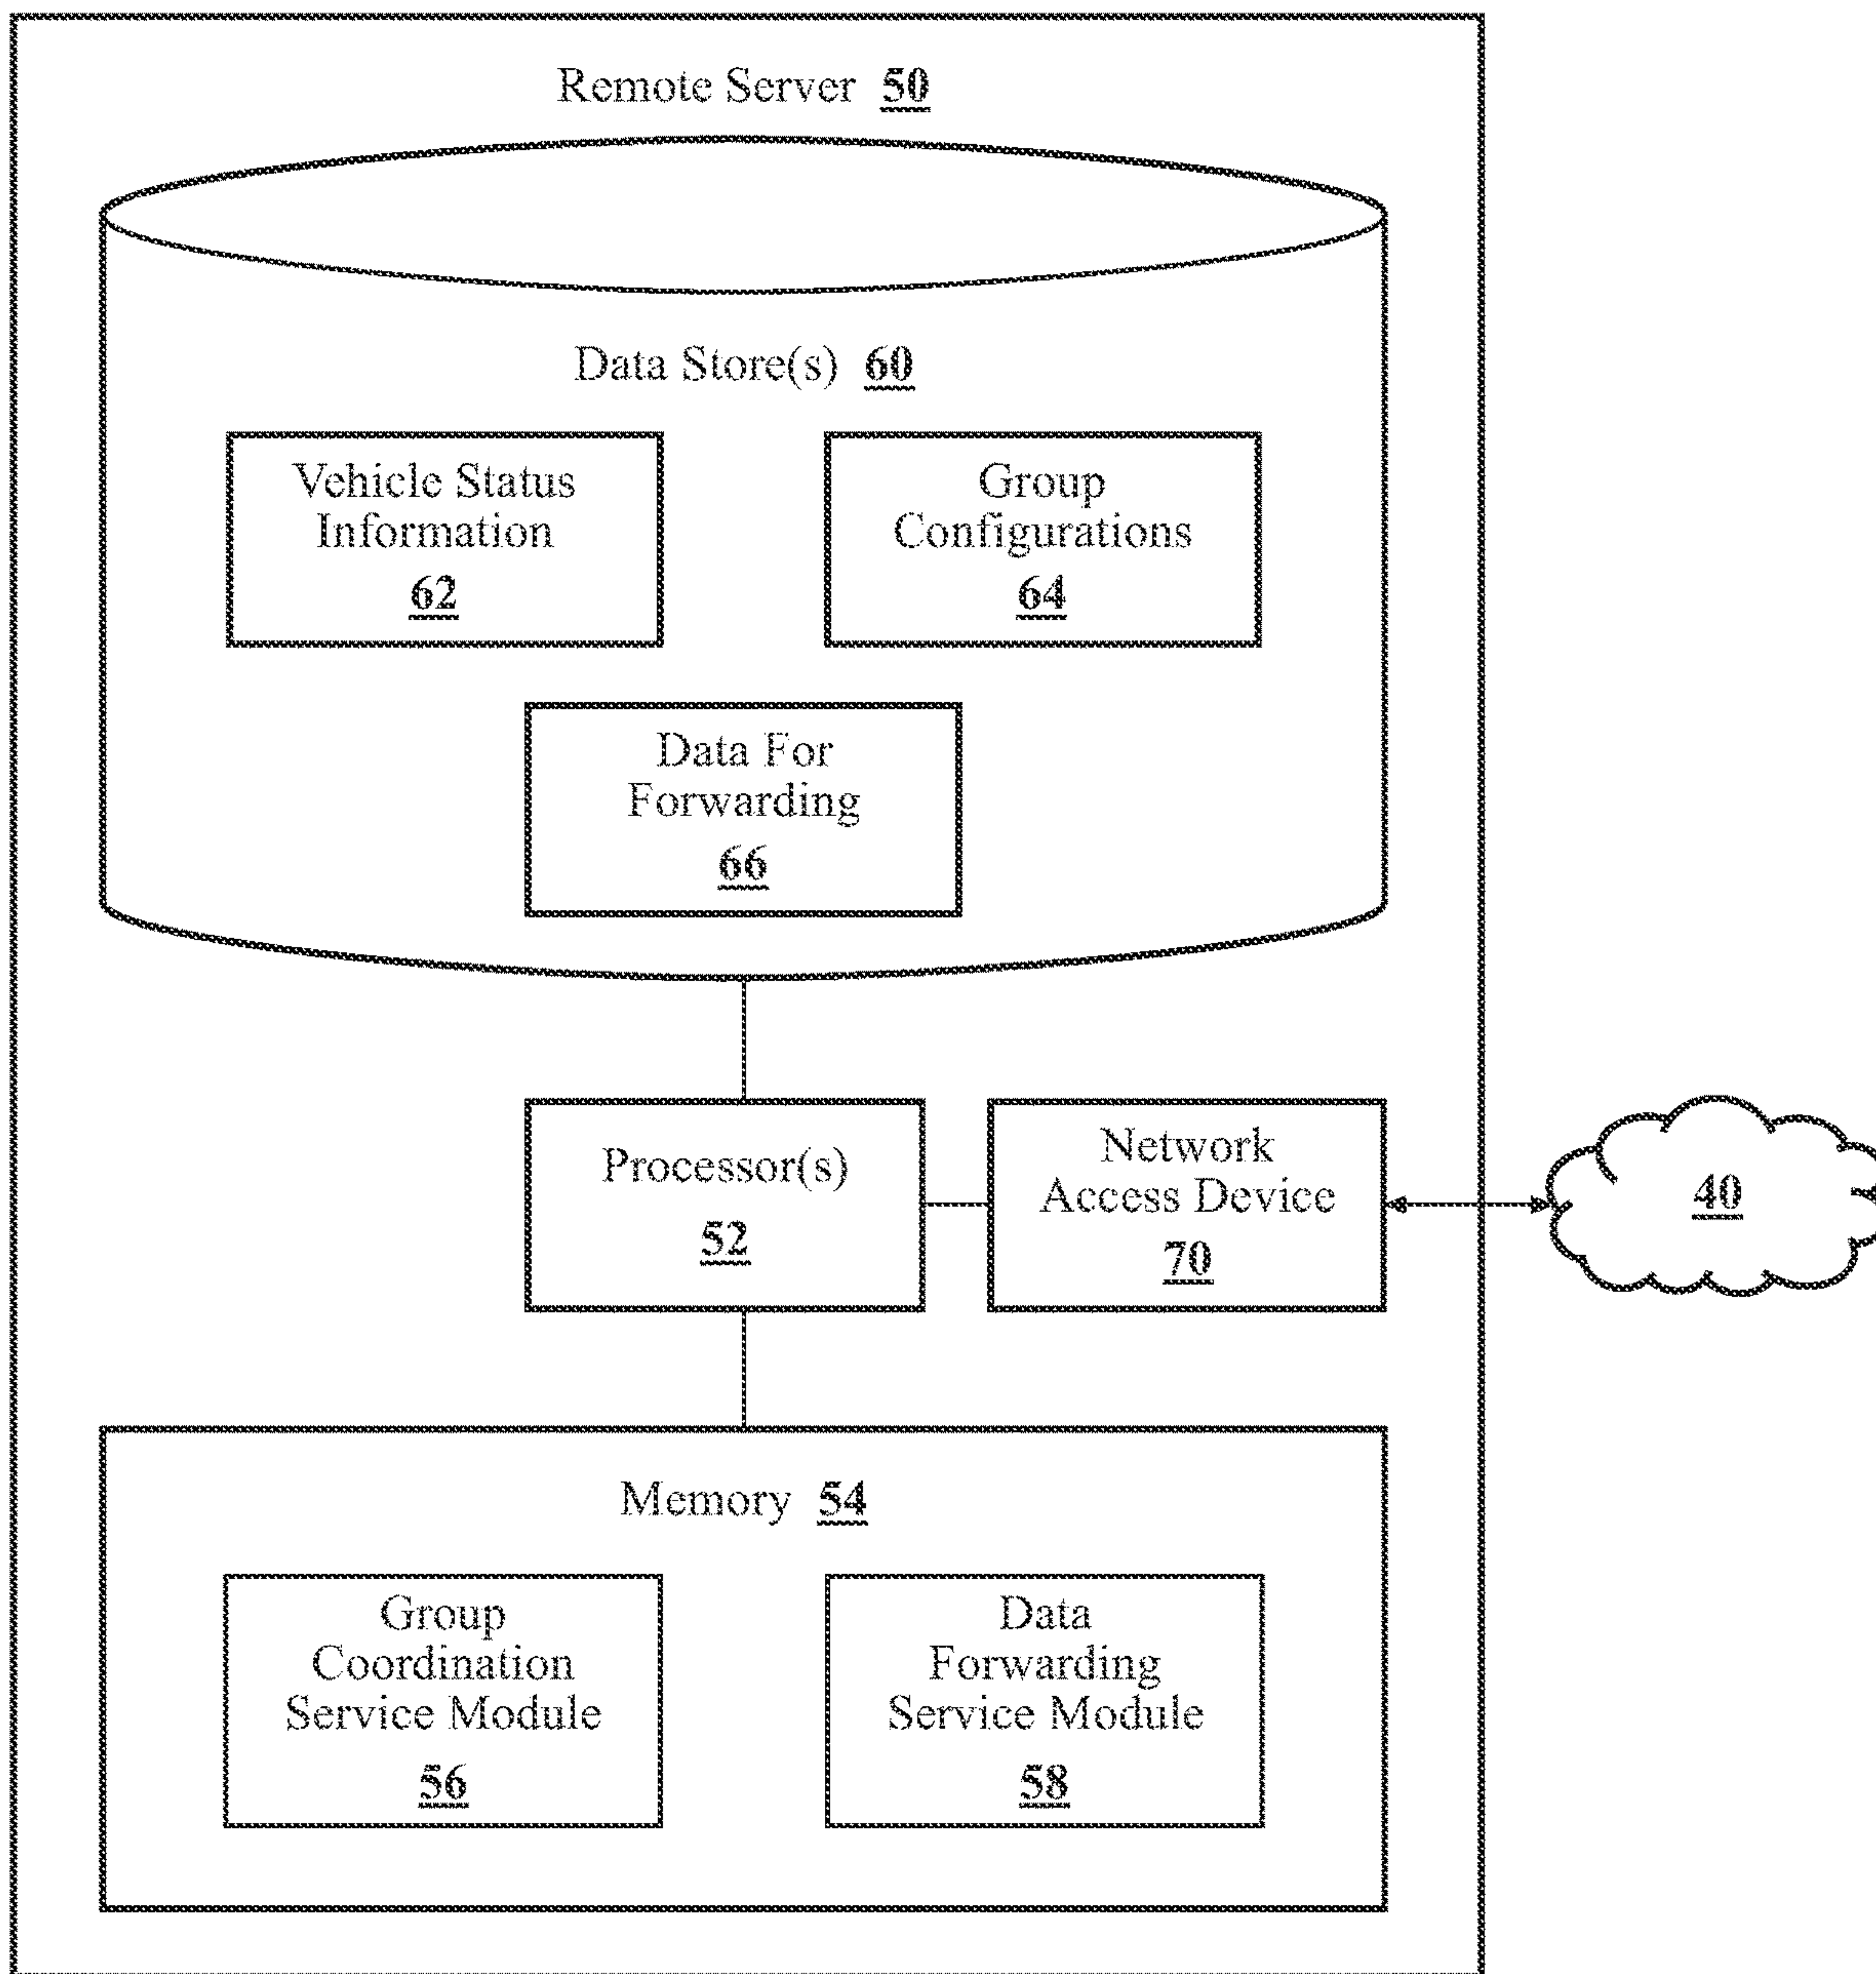 Remote Server 50
Data Store(s) 60
Vehicle Status
Information
62
Group
Configurations
64
Data For
Forwarding
66
Processor(s)
52
Network
Access Device
70
40
Memory 54
Group
Coordination
Service Module
56
Data
Forwarding
Service Module
58